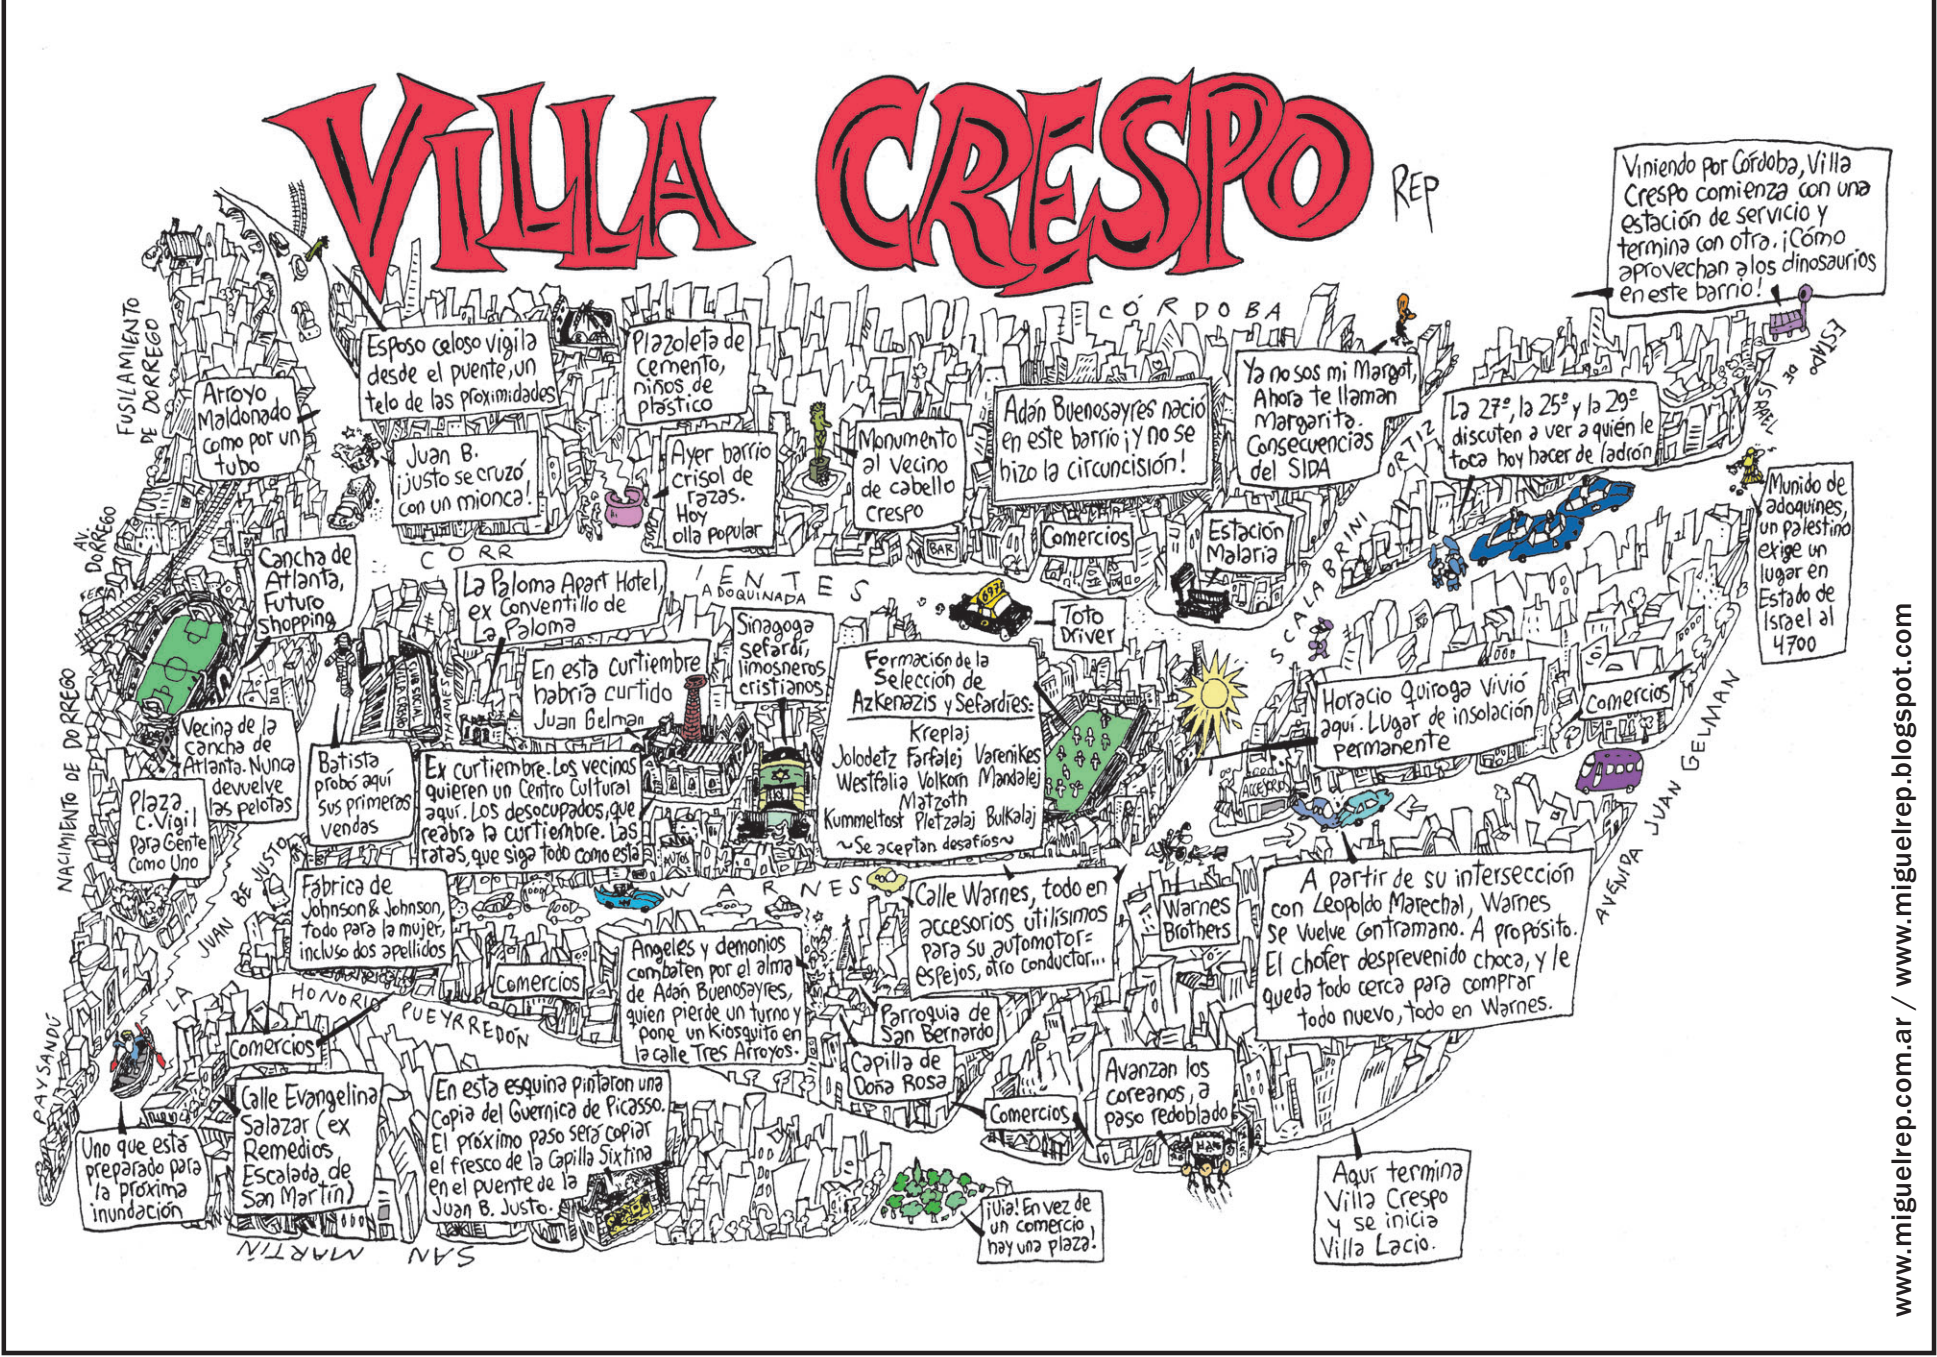 VILLA CRESPO
REP
Viniendo por Córdoba, Villa
Crespo comienza con una
estación de servicio y
termina con otra. ¡Cómo
aprovechan a los dinosaurios
en este barrio!
CÓRDOBA
ESTADO
DE
ISRAEL
FUSILAMIENTO
DE DORREGO
Esposo celoso vigila
desde el puente, un
telo de las proximidades
Plazoleta de
Cemento,
niños de
plástico
Arroyo
Maldonado
como por un
tubo
Juan B.
¡Justo se cruzó
con un mionca!
Ayer barrio
crisol de
razas.
Hoy
olla popular
Monumento
al Vecino
de cabello
crespo
Adán Buenosayres nació
en este barrio ¡y no se
hizo la circuncisión!
Ya no sos mi Margot,
Ahora te llaman
Margarita.
Consecuencias
del SIDA
ORTIZ
La 27º, la 25º y la 29º
discuten a ver a quién le
toca hoy hacer de ladrón
Munido de
adoquines,
un palestino
exige un
lugar en
Estado de
Israel al
4700
AV.
DORREGO
FERIA DORREGO
CORR
IENTES
ADOQUINADA
BAR
Comercios
Estación
Malaria
SCALABRINI
Cancha de
Atlanta,
Futuro
shopping
La Paloma Apart Hotel,
ex Conventillo de
la Paloma
697
Toto
Driver
En esta curtiembre
habría curtido
Juan Gelman
Sinagoga
sefardí,
limosneros
cristianos
Formación de la
Selección de
Azkenazis y Sefardíes:
Kreplaj
Jolodetz Farfalej Varenikes
Westfalia Volkorn Mandalej
Matzoth
Kummeltost Pletzalaj Bulkalaj
~Se aceptan desafíos~
Horacio Quiroga Vivió
aquí. Lugar de insolación
permanente
Comercios
CLUB SOCIAL
VILLA CRESPO
NACIMIENTO DE DORREGO
Vecina de la
cancha de
Atlanta. Nunca
devuelve
las pelotas
Batista
probó aquí
sus primeras
vendas
Ex curtiembre. Los vecinos
quieren un Centro Cultural
aquí. Los desocupados, que
reabra la curtiembre. Las
ratas, que siga todo como está
AUTOS
Plaza
C. Vigil
Para Gente
Como Uno
JUAN BE JUSTO
AVENIDA JUAN GELMAN
Fábrica de
Johnson & Johnson,
todo para la mujer,
incluso dos apellidos
WARNES
Calle Warnes, todo en
accesorios utilísimos
para su automotor:
espejos, otro conductor...
Warnes
Brothers
A partir de su intersección
con Leopoldo Marechal, Warnes
se vuelve contramano. A propósito.
El chofer desprevenido choca, y le
queda todo cerca para comprar
todo nuevo, todo en Warnes.
Angeles y demonios
combaten por el alma
de Adán Buenosayres,
quien pierde un turno y
pone un Kiosquito en
la calle Tres Arroyos.
Comercios
LA
HONORIO
PUEYRREDÓN
Parroquia de
San Bernardo
Comercios
Capilla de
Doña Rosa
PAYSANDÚ
Uno que está
preparado para
la próxima
inundación
Calle Evangelina
Salazar (ex
Remedios
Escalada de
San Martín)
En esta esquina pintaron una
copia del Guernica de Picasso.
El próximo paso será copiar
el fresco de la Capilla Sixtina
en el puente de la
Juan B. Justo.
Comercios
Avanzan los
coreanos, a
paso redoblado
¡Uia! En vez de
un comercio
hay una plaza!
Aquí termina
Villa Crespo
y se inicia
Villa Lacio.
SAN MARTÍN
www.miguelrep.com.ar / www.miguelrep.blogspot.com